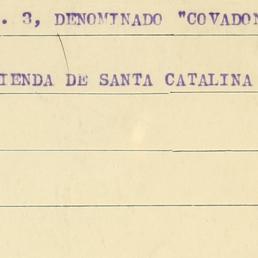 . 3, DENOMINADO "COVADON
IENDA DE SANTA CATALINA